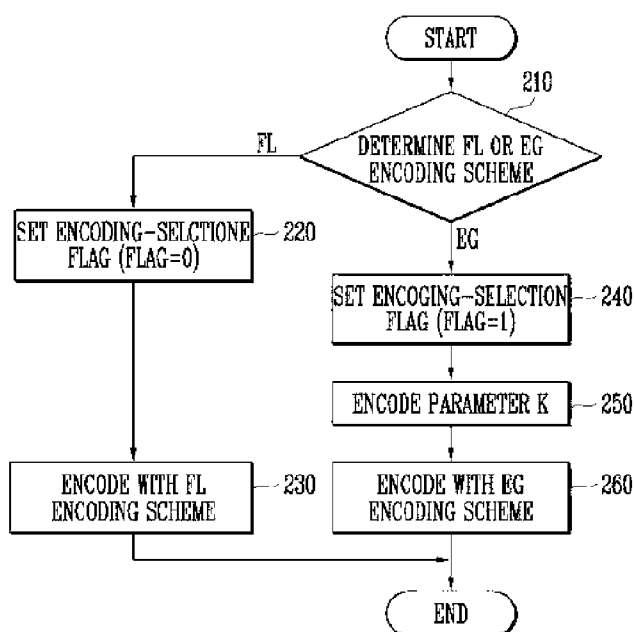 START
210
DETERMINE FL OR EG
ENCODING SCHEME
FL
EG
SET ENCODING-SELCTIONE
FLAG (FLAG=0)
220
SET ENCOGING-SELECTION
FLAG (FLAG=1)
240
ENCODE PARAMETER K
250
ENCODE WITH FL
ENCODING SCHEME
230
ENCODE WITH EG
ENCODING SCHEME
260
END